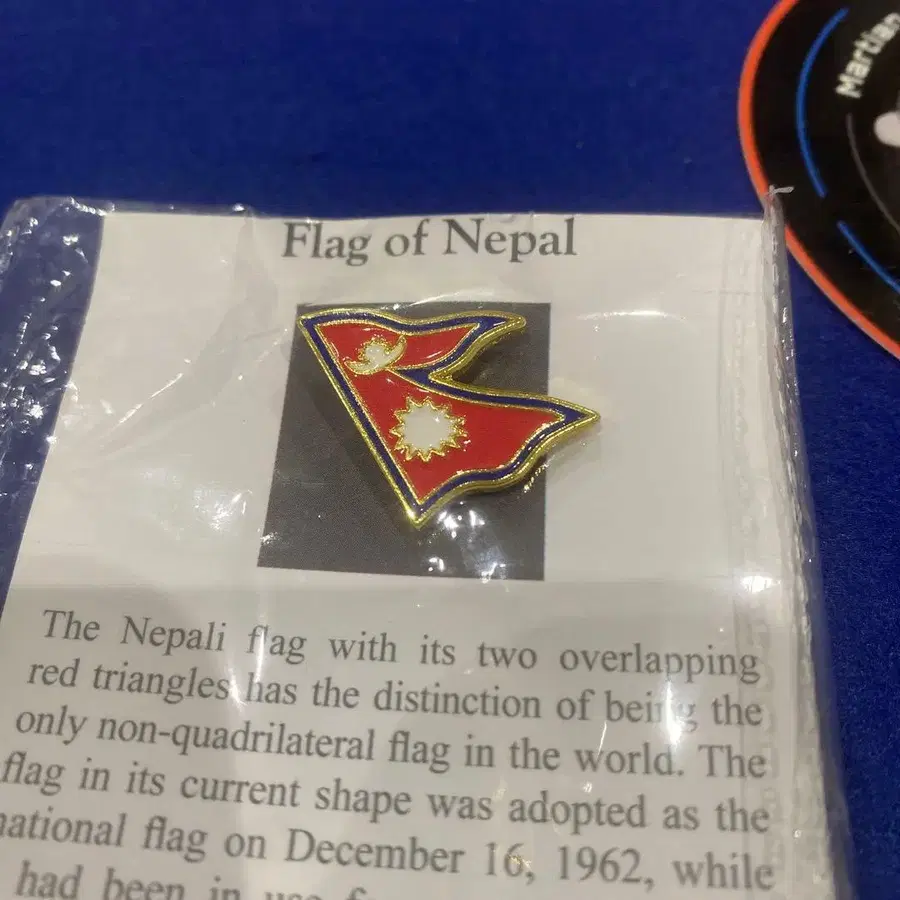 Martian
Flag of Nepal
The Nepali flag with its two overlapping
red triangles has the distinction of being the
only non-quadrilateral flag in the world. The
flag in its current shape was adopted as the
national flag on December 16, 1962, while
had been in use